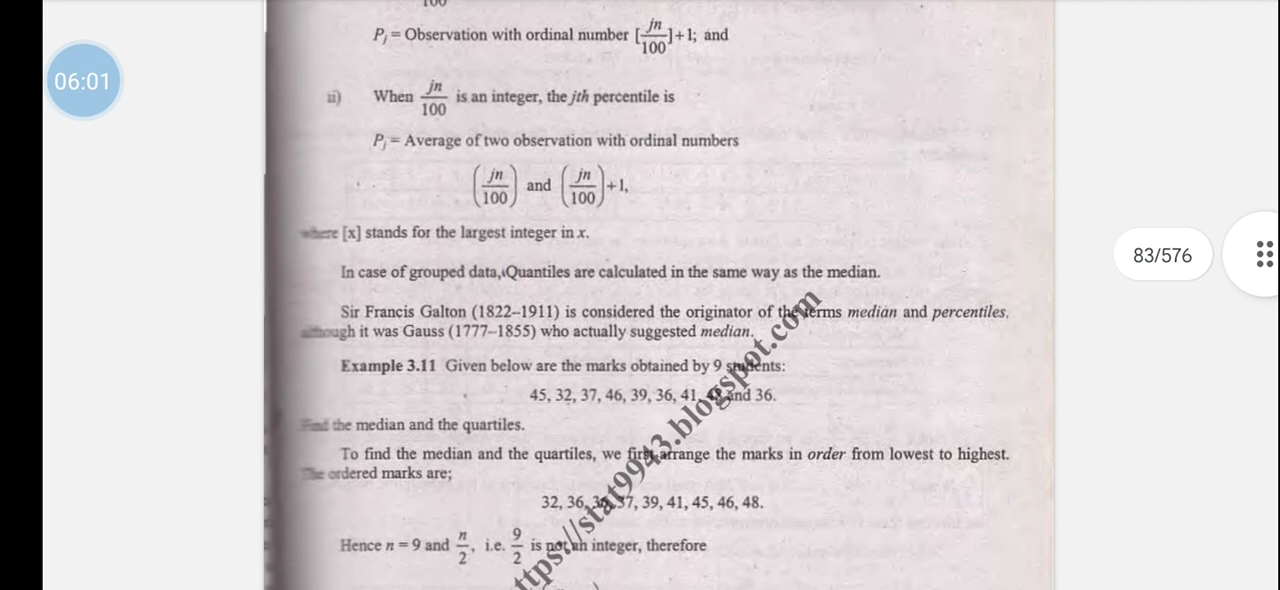 100
06:01
Pj = Observation with ordinal number [jn/100]+1; and
ii) When jn/100 is an integer, the jth percentile is
Pj = Average of two observation with ordinal numbers
(jn/100) and (jn/100)+1,
83/576
where [x] stands for the largest integer in x.
In case of grouped data, Quantiles are calculated in the same way as the median.
Sir Francis Galton (1822–1911) is considered the originator of the terms median and percentiles,
although it was Gauss (1777–1855) who actually suggested median.
Example 3.11 Given below are the marks obtained by 9 students:
45, 32, 37, 46, 39, 36, 41, 48 and 36.
Find the median and the quartiles.
To find the median and the quartiles, we first arrange the marks in order from lowest to highest.
The ordered marks are;
32, 36, 36, 37, 39, 41, 45, 46, 48.
Hence n = 9 and n/2, i.e. 9/2 is not an integer, therefore
ttps://stat9943.blogspot.com